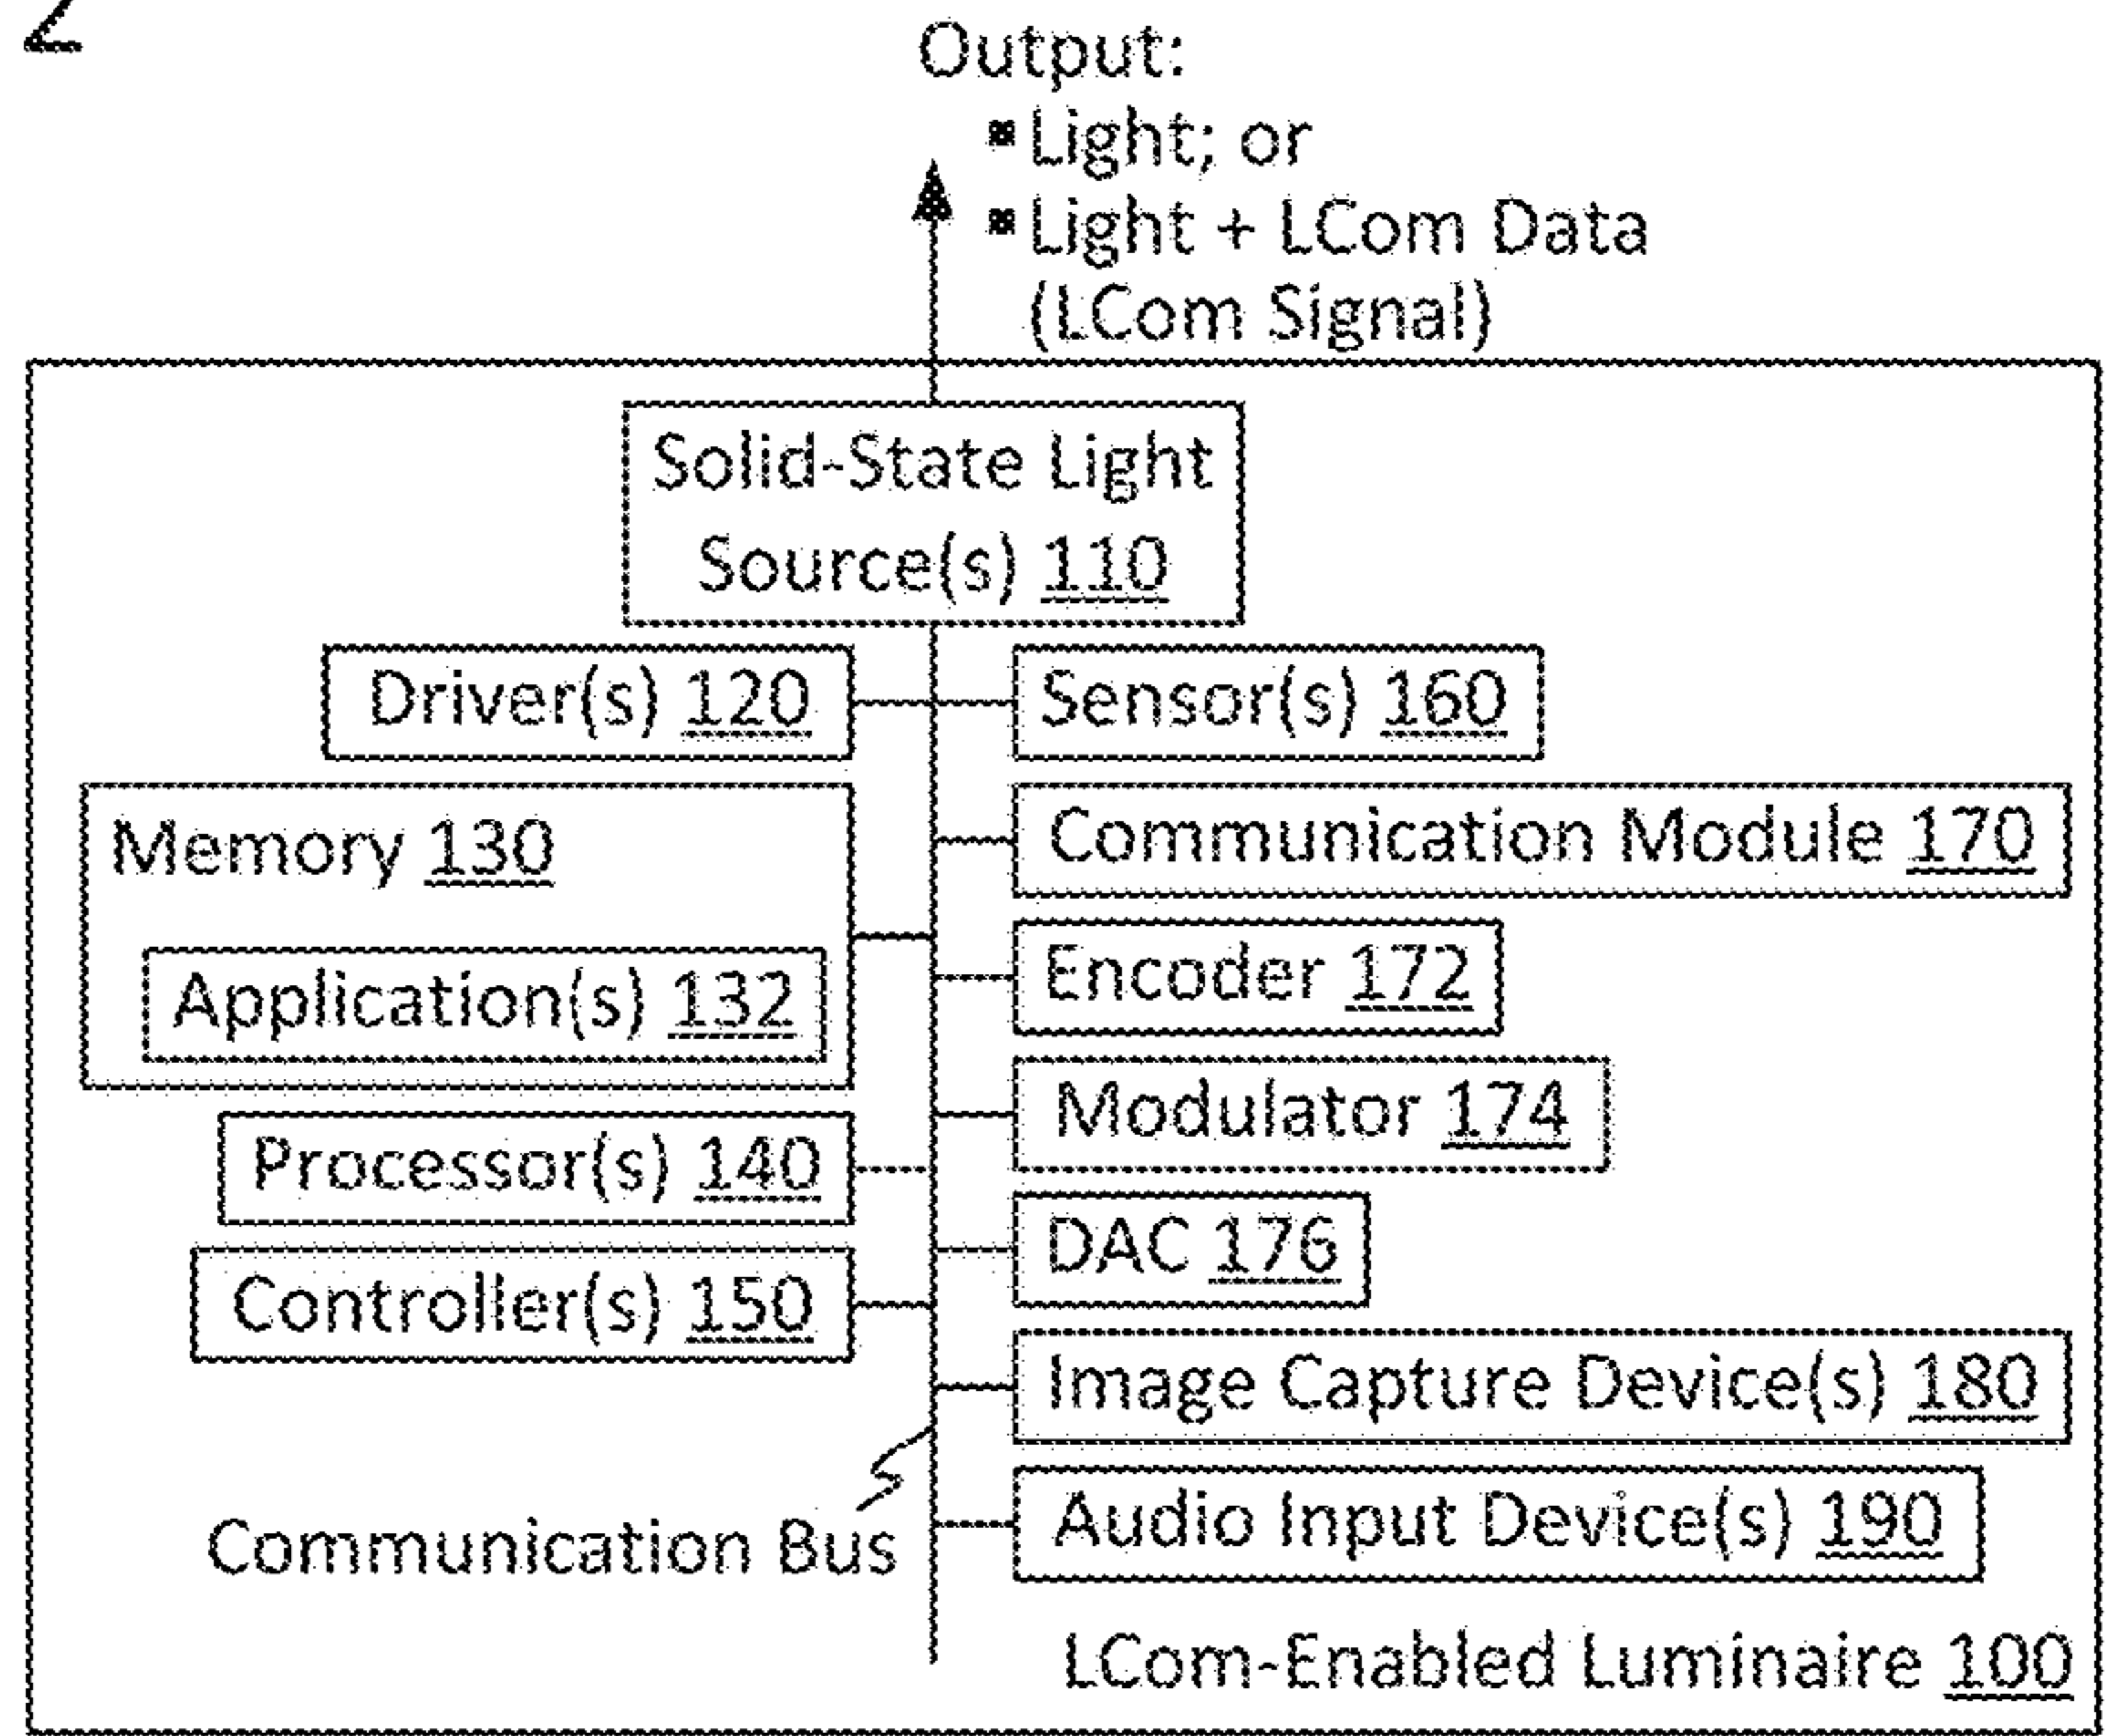 2
Output:
▪ Light; or
▪ Light + LCom Data
(LCom Signal)
Solid-State Light
Source(s) 110
Driver(s) 120
Sensor(s) 160
Memory 130
Communication Module 170
Application(s) 132
Encoder 172
Modulator 174
Processor(s) 140
DAC 176
Controller(s) 150
Image Capture Device(s) 180
Communication Bus
Audio Input Device(s) 190
LCom-Enabled Luminaire 100